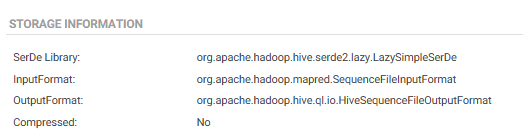 STORAGE INFORMATION
SerDe Library: org.apache.hadoop.hive.serde2.lazy.LazySimpleSerDe
InputFormat: org.apache.hadoop.mapred.SequenceFileInputFormat
OutputFormat: org.apache.hadoop.hive.ql.io.HiveSequenceFileOutputFormat
Compressed: No